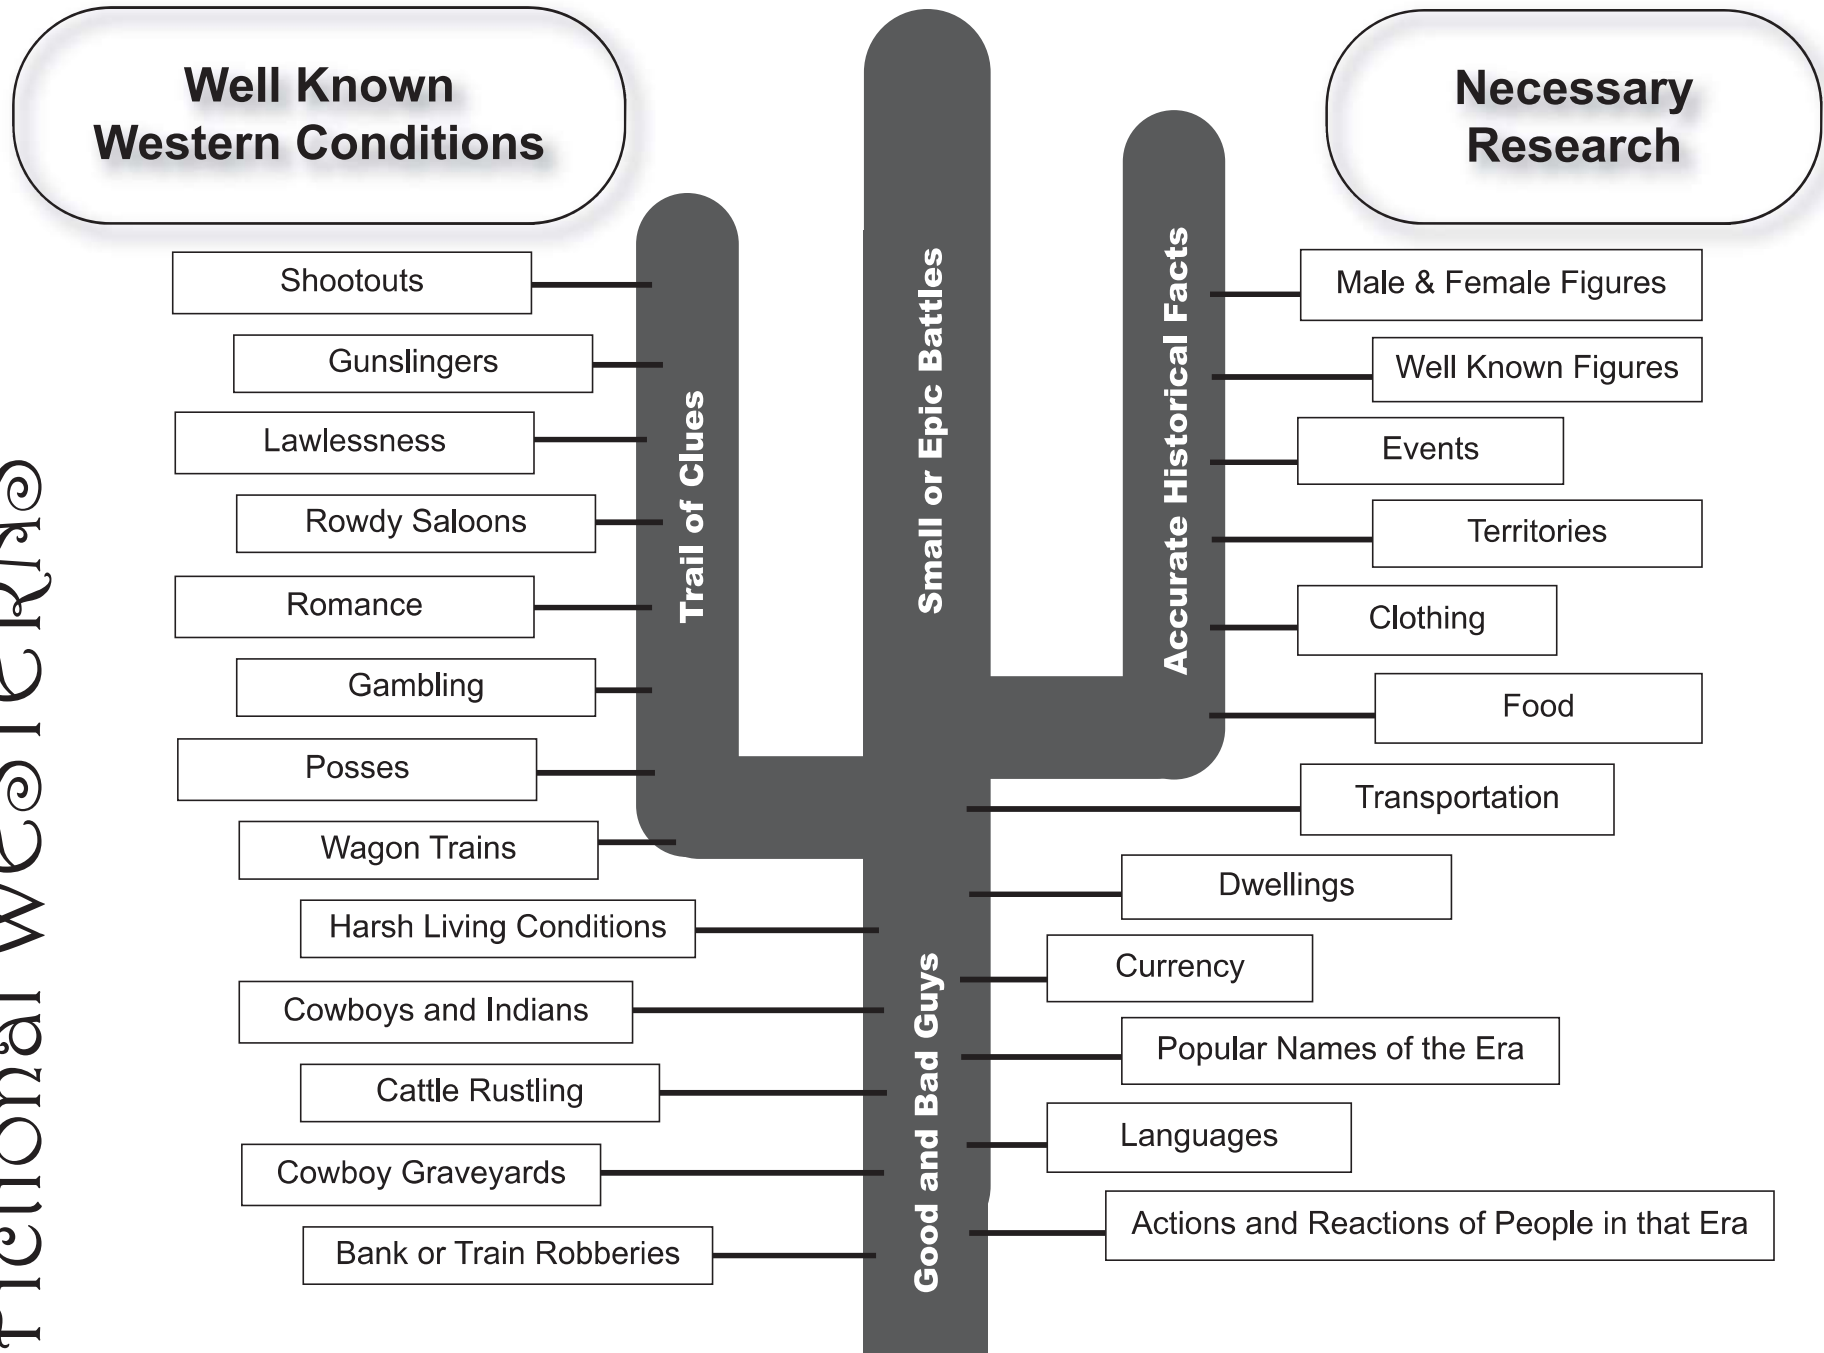 Fictional Westerns
Well Known
Western Conditions
Shootouts
Gunslingers
Lawlessness
Rowdy Saloons
Romance
Gambling
Posses
Wagon Trains
Harsh Living Conditions
Cowboys and Indians
Cattle Rustling
Cowboy Graveyards
Bank or Train Robberies
Trail of Clues
Small or Epic Battles
Good and Bad Guys
Accurate Historical Facts
Necessary
Research
Male & Female Figures
Well Known Figures
Events
Territories
Clothing
Food
Transportation
Dwellings
Currency
Popular Names of the Era
Languages
Actions and Reactions of People in that Era